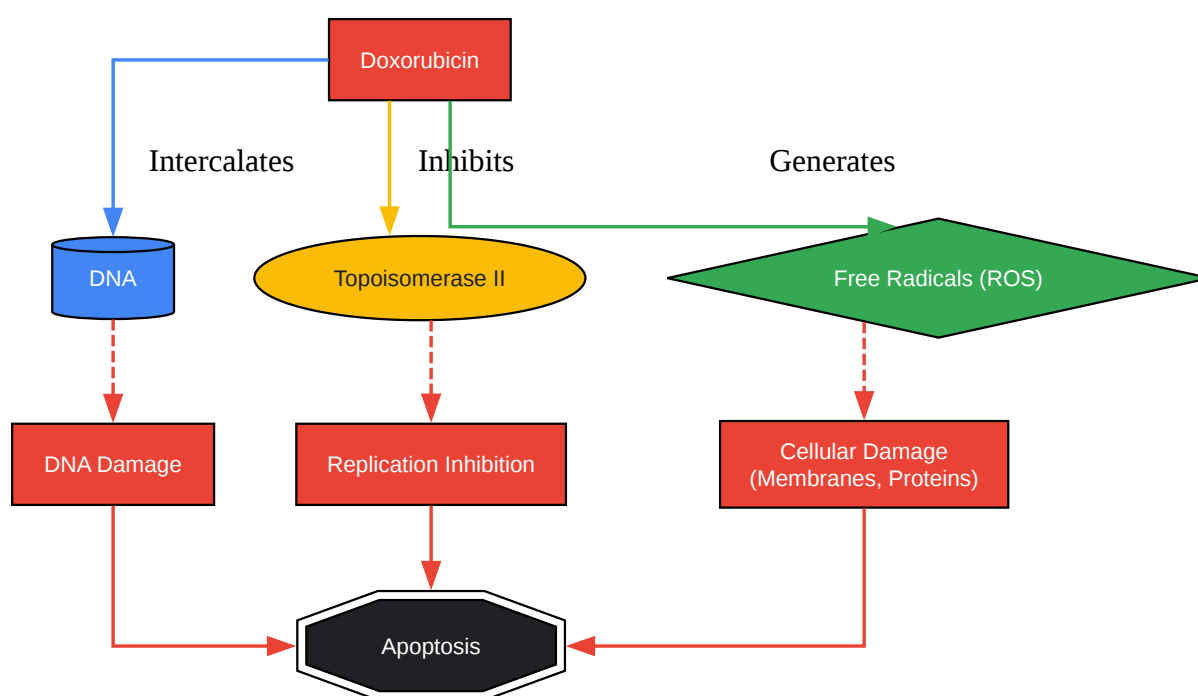 Doxorubicin
Intercalates
Inhibits
Generates
DNA
Topoisomerase II
Free Radicals (ROS)
DNA Damage
Replication Inhibition
Cellular Damage
(Membranes, Proteins)
Apoptosis